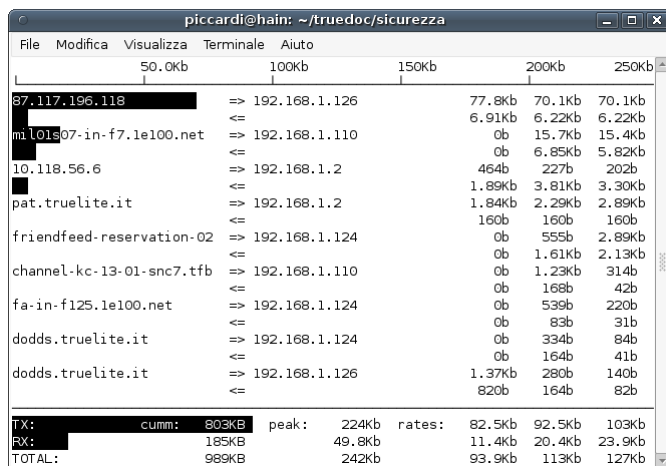 piccardi@hain: ~/truedoc/sicurezza
File Modifica Visualizza Terminale Aiuto
50.0Kb 100Kb 150Kb 200Kb 250Kb
87.117.196.118 => 192.168.1.126 77.8Kb 70.1Kb 70.1Kb
<= 6.91Kb 6.22Kb 6.22Kb
mil01s07-in-f7.1e100.net => 192.168.1.110 0b 15.7Kb 15.4Kb
<= 0b 6.85Kb 5.82Kb
10.118.56.6 => 192.168.1.2 464b 227b 202b
<= 1.89Kb 3.81Kb 3.30Kb
pat.truelite.it => 192.168.1.2 1.84Kb 2.29Kb 2.89Kb
<= 160b 160b 160b
friendfeed-reservation-02 => 192.168.1.124 0b 555b 2.89Kb
<= 0b 1.61Kb 2.13Kb
channel-kc-13-01-snc7.tfb => 192.168.1.110 0b 1.23Kb 314b
<= 0b 168b 42b
fa-in-f125.1e100.net => 192.168.1.124 0b 539b 220b
<= 0b 83b 31b
dodds.truelite.it => 192.168.1.124 0b 334b 84b
<= 0b 164b 41b
dodds.truelite.it => 192.168.1.126 1.37Kb 280b 140b
<= 820b 164b 82b
TX: cumm: 803KB peak: 224Kb rates: 82.5Kb 92.5Kb 103Kb
RX: 185KB 49.8Kb 11.4Kb 20.4Kb 23.9Kb
TOTAL: 989KB 242Kb 93.9Kb 113Kb 127Kb